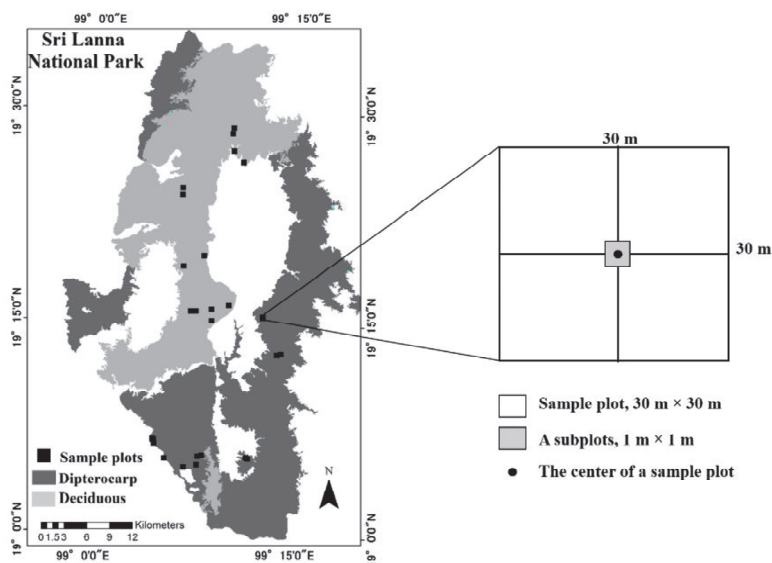 99° 0′0″E
99° 15′0″E
Sri Lanna
National Park
19° 30′0″N
19° 30′0″N
19° 15′0″N
19° 15′0″N
19° 0′0″N
9° 0′0″N
Sample plots
Dipterocarp
Deciduous
Kilometers
0 1.5 3 6 9 12
N
99° 0′0″E
99° 15′0″E
30 m
30 m
Sample plot, 30 m × 30 m
A subplots, 1 m × 1 m
The center of a sample plot